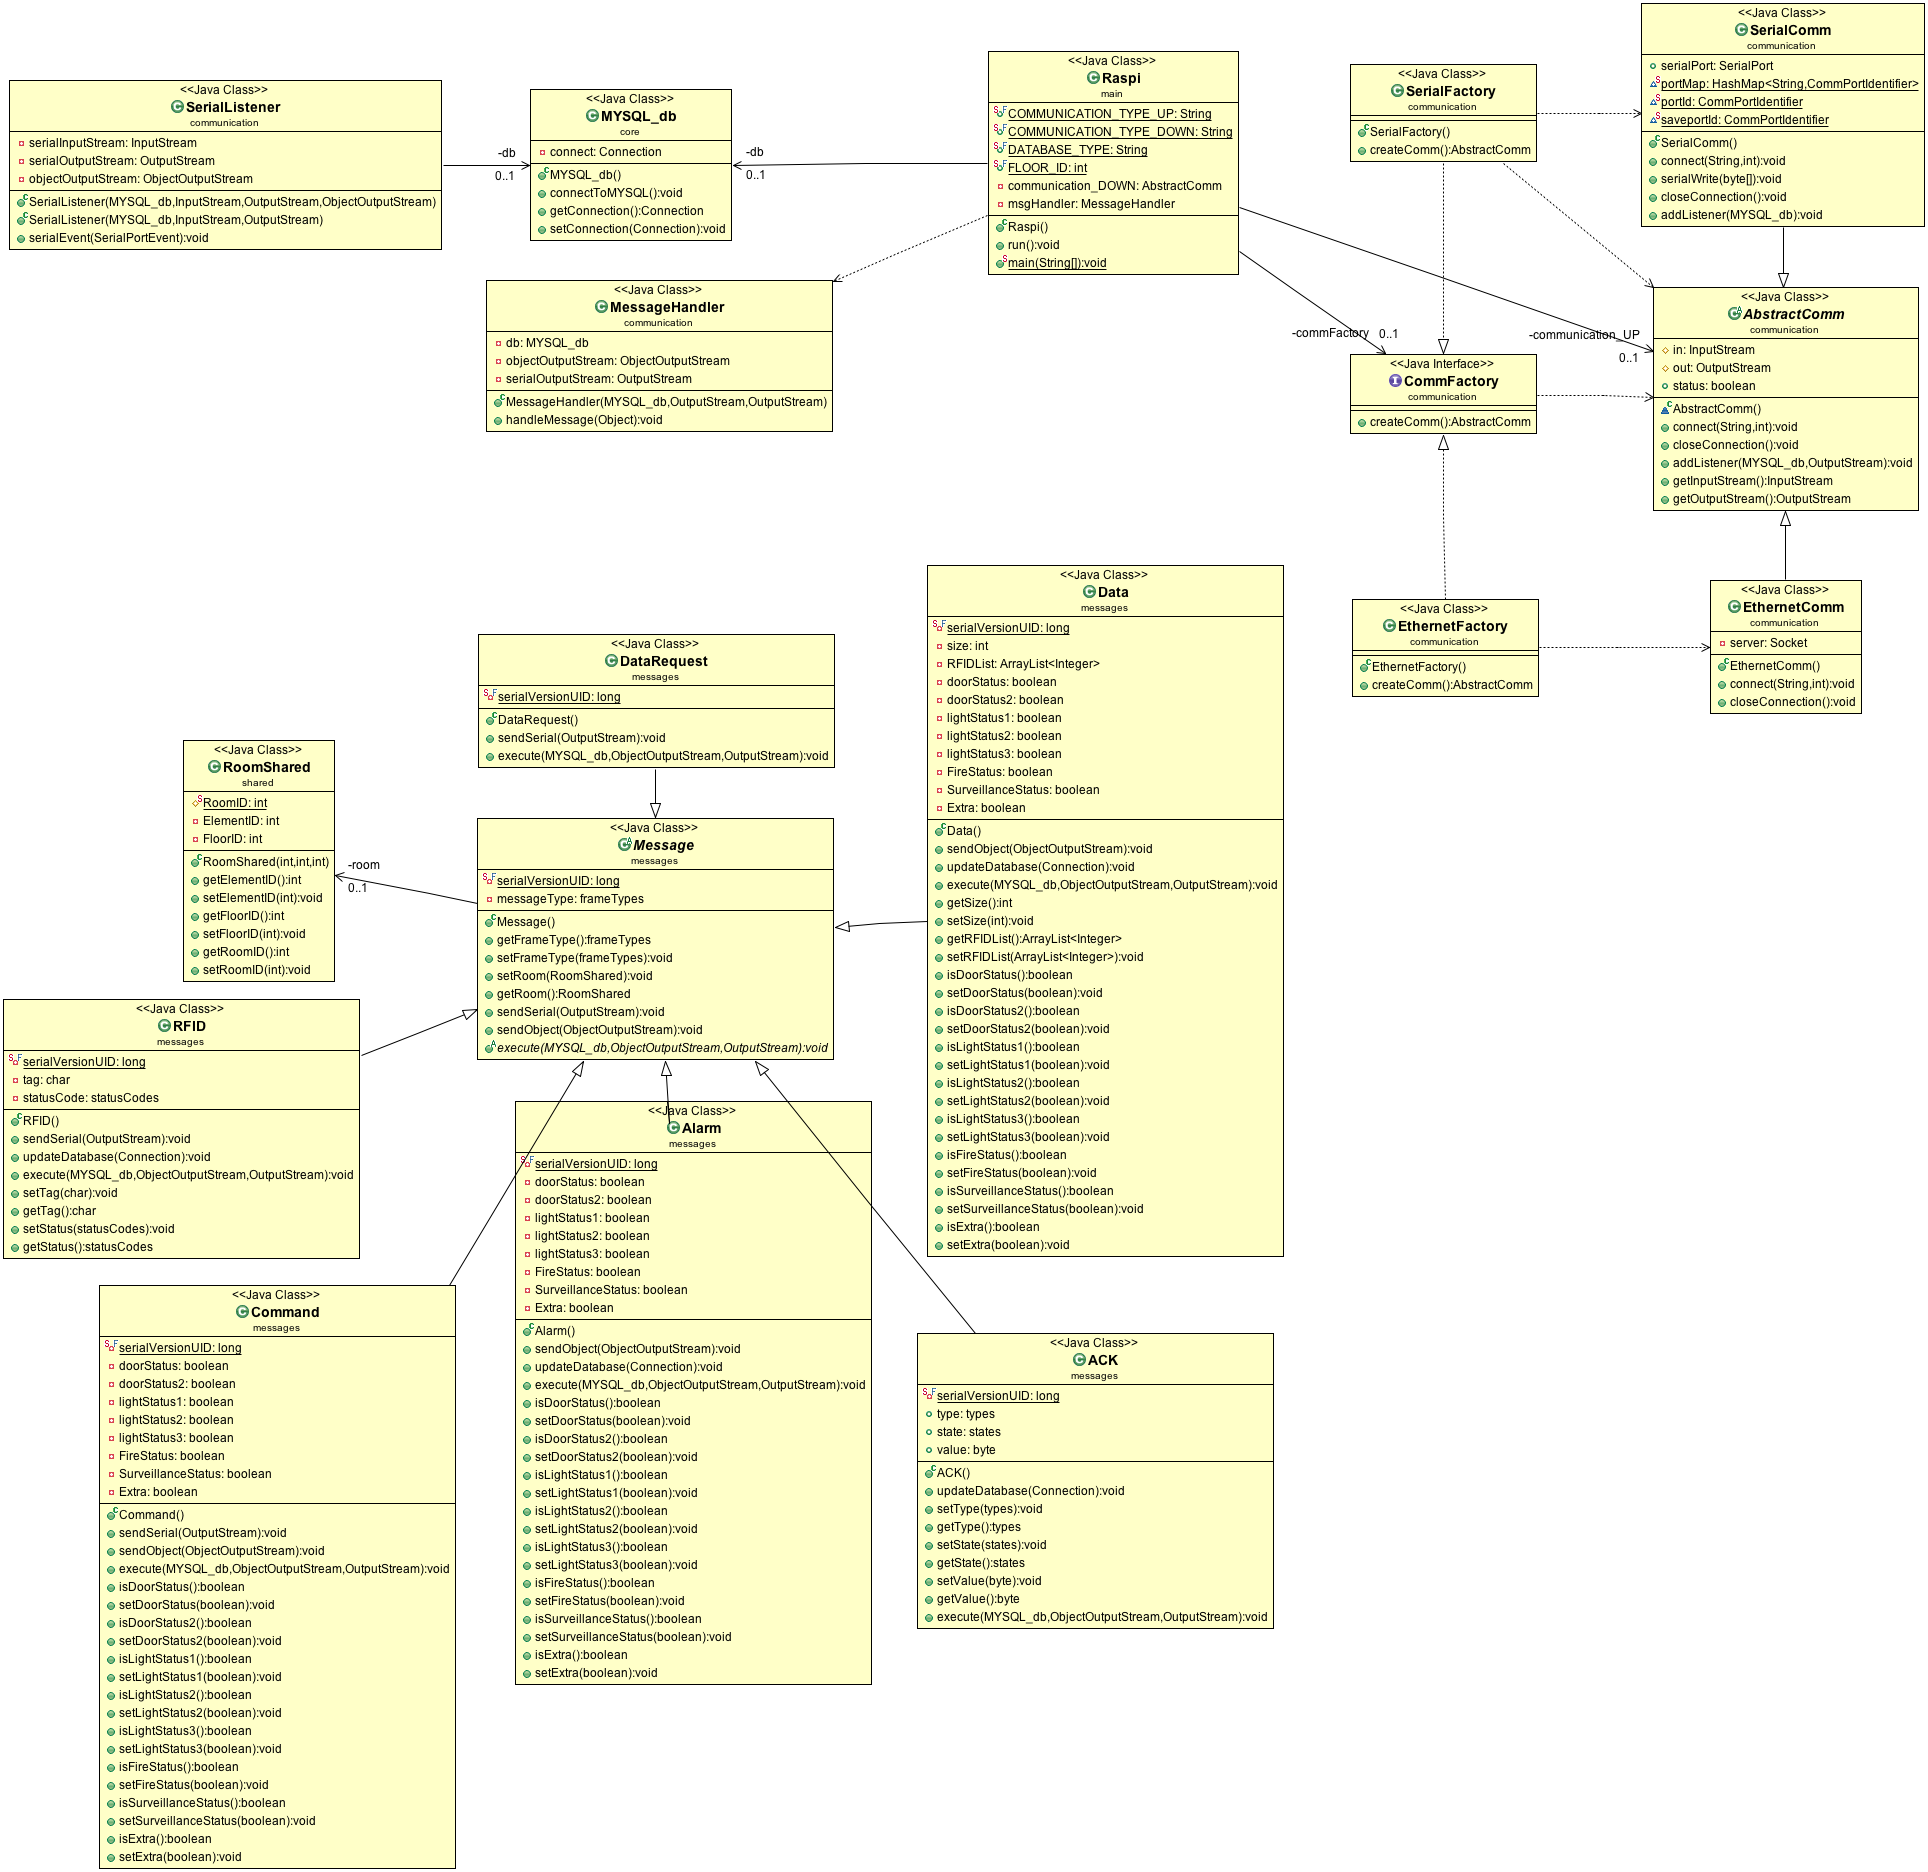 <<Java Class>>
SerialListener
communication
serialInputStream: InputStream
serialOutputStream: OutputStream
objectOutputStream: ObjectOutputStream
SerialListener(MYSQL_db,InputStream,OutputStream,ObjectOutputStream)
SerialListener(MYSQL_db,InputStream,OutputStream)
serialEvent(SerialPortEvent):void
-db
0..1
<<Java Class>>
MYSQL_db
core
connect: Connection
MYSQL_db()
connectToMYSQL():void
getConnection():Connection
setConnection(Connection):void
-db
0..1
<<Java Class>>
Raspi
main
COMMUNICATION_TYPE_UP: String
COMMUNICATION_TYPE_DOWN: String
DATABASE_TYPE: String
FLOOR_ID: int
communication_DOWN: AbstractComm
msgHandler: MessageHandler
Raspi()
run():void
main(String[]):void
<<Java Class>>
SerialFactory
communication
SerialFactory()
createComm():AbstractComm
<<Java Class>>
SerialComm
communication
serialPort: SerialPort
portMap: HashMap<String,CommPortIdentifier>
portId: CommPortIdentifier
saveportId: CommPortIdentifier
SerialComm()
connect(String,int):void
serialWrite(byte[]):void
closeConnection():void
addListener(MYSQL_db):void
<<Java Class>>
MessageHandler
communication
db: MYSQL_db
objectOutputStream: ObjectOutputStream
serialOutputStream: OutputStream
MessageHandler(MYSQL_db,OutputStream,OutputStream)
handleMessage(Object):void
-commFactory
0..1
-communication_UP
0..1
<<Java Interface>>
CommFactory
communication
createComm():AbstractComm
<<Java Class>>
AbstractComm
communication
in: InputStream
out: OutputStream
status: boolean
AbstractComm()
connect(String,int):void
closeConnection():void
addListener(MYSQL_db,OutputStream):void
getInputStream():InputStream
getOutputStream():OutputStream
<<Java Class>>
EthernetFactory
communication
EthernetFactory()
createComm():AbstractComm
<<Java Class>>
EthernetComm
communication
server: Socket
EthernetComm()
connect(String,int):void
closeConnection():void
<<Java Class>>
DataRequest
messages
serialVersionUID: long
DataRequest()
sendSerial(OutputStream):void
execute(MYSQL_db,ObjectOutputStream,OutputStream):void
<<Java Class>>
Data
messages
serialVersionUID: long
size: int
RFIDList: ArrayList<Integer>
doorStatus: boolean
doorStatus2: boolean
lightStatus1: boolean
lightStatus2: boolean
lightStatus3: boolean
FireStatus: boolean
SurveillanceStatus: boolean
Extra: boolean
Data()
sendObject(ObjectOutputStream):void
updateDatabase(Connection):void
execute(MYSQL_db,ObjectOutputStream,OutputStream):void
getSize():int
setSize(int):void
getRFIDList():ArrayList<Integer>
setRFIDList(ArrayList<Integer>):void
isDoorStatus():boolean
setDoorStatus(boolean):void
isDoorStatus2():boolean
setDoorStatus2(boolean):void
isLightStatus1():boolean
setLightStatus1(boolean):void
isLightStatus2():boolean
setLightStatus2(boolean):void
isLightStatus3():boolean
setLightStatus3(boolean):void
isFireStatus():boolean
setFireStatus(boolean):void
isSurveillanceStatus():boolean
setSurveillanceStatus(boolean):void
isExtra():boolean
setExtra(boolean):void
<<Java Class>>
RoomShared
shared
RoomID: int
ElementID: int
FloorID: int
RoomShared(int,int,int)
getElementID():int
setElementID(int):void
getFloorID():int
setFloorID(int):void
getRoomID():int
setRoomID(int):void
-room
0..1
<<Java Class>>
Message
messages
serialVersionUID: long
messageType: frameTypes
Message()
getFrameType():frameTypes
setFrameType(frameTypes):void
setRoom(RoomShared):void
getRoom():RoomShared
sendSerial(OutputStream):void
sendObject(ObjectOutputStream):void
execute(MYSQL_db,ObjectOutputStream,OutputStream):void
<<Java Class>>
RFID
messages
serialVersionUID: long
tag: char
statusCode: statusCodes
RFID()
sendSerial(OutputStream):void
updateDatabase(Connection):void
execute(MYSQL_db,ObjectOutputStream,OutputStream):void
setTag(char):void
getTag():char
setStatus(statusCodes):void
getStatus():statusCodes
<<Java Class>>
Command
messages
serialVersionUID: long
doorStatus: boolean
doorStatus2: boolean
lightStatus1: boolean
lightStatus2: boolean
lightStatus3: boolean
FireStatus: boolean
SurveillanceStatus: boolean
Extra: boolean
Command()
sendSerial(OutputStream):void
sendObject(ObjectOutputStream):void
execute(MYSQL_db,ObjectOutputStream,OutputStream):void
isDoorStatus():boolean
setDoorStatus(boolean):void
isDoorStatus2():boolean
setDoorStatus2(boolean):void
isLightStatus1():boolean
setLightStatus1(boolean):void
isLightStatus2():boolean
setLightStatus2(boolean):void
isLightStatus3():boolean
setLightStatus3(boolean):void
isFireStatus():boolean
setFireStatus(boolean):void
isSurveillanceStatus():boolean
setSurveillanceStatus(boolean):void
isExtra():boolean
setExtra(boolean):void
<<Java Class>>
Alarm
messages
serialVersionUID: long
doorStatus: boolean
doorStatus2: boolean
lightStatus1: boolean
lightStatus2: boolean
lightStatus3: boolean
FireStatus: boolean
SurveillanceStatus: boolean
Extra: boolean
Alarm()
sendObject(ObjectOutputStream):void
updateDatabase(Connection):void
execute(MYSQL_db,ObjectOutputStream,OutputStream):void
isDoorStatus():boolean
setDoorStatus(boolean):void
isDoorStatus2():boolean
setDoorStatus2(boolean):void
isLightStatus1():boolean
setLightStatus1(boolean):void
isLightStatus2():boolean
setLightStatus2(boolean):void
isLightStatus3():boolean
setLightStatus3(boolean):void
isFireStatus():boolean
setFireStatus(boolean):void
isSurveillanceStatus():boolean
setSurveillanceStatus(boolean):void
isExtra():boolean
setExtra(boolean):void
<<Java Class>>
ACK
messages
serialVersionUID: long
type: types
state: states
value: byte
ACK()
updateDatabase(Connection):void
setType(types):void
getType():types
setState(states):void
getState():states
setValue(byte):void
getValue():byte
execute(MYSQL_db,ObjectOutputStream,OutputStream):void